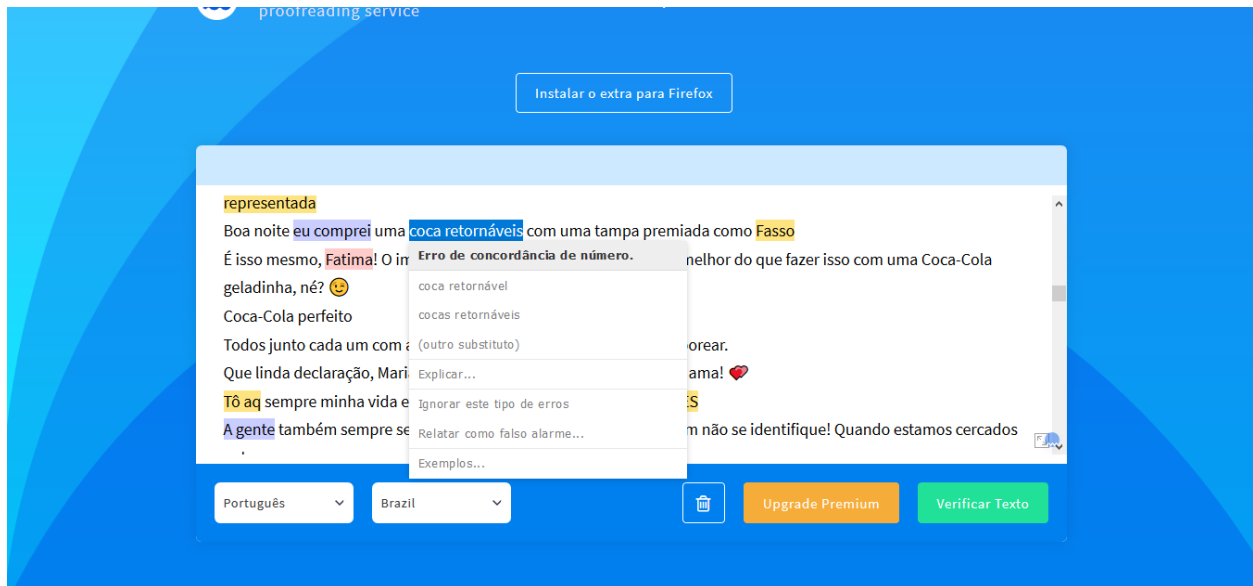 proofreading service
Instalar o extra para Firefox
representada
Boa noite eu comprei uma coca retornáveis com uma tampa premiada como Fasso
É isso mesmo, Fatima! O im
melhor do que fazer isso com uma Coca-Cola
geladinha, né? 😉
Coca-Cola perfeito
Todos junto cada um com a
orear.
Que linda declaração, Mari
ama! 💕
Tô aq sempre minha vida e
ES
A gente também sempre se
m não se identifique! Quando estamos cercados
Erro de concordância de número.
coca retornável
cocas retornáveis
(outro substituto)
Explicar...
Ignorar este tipo de erros
Relatar como falso alarme...
Exemplos...
Português
Brazil
Upgrade Premium
Verificar Texto